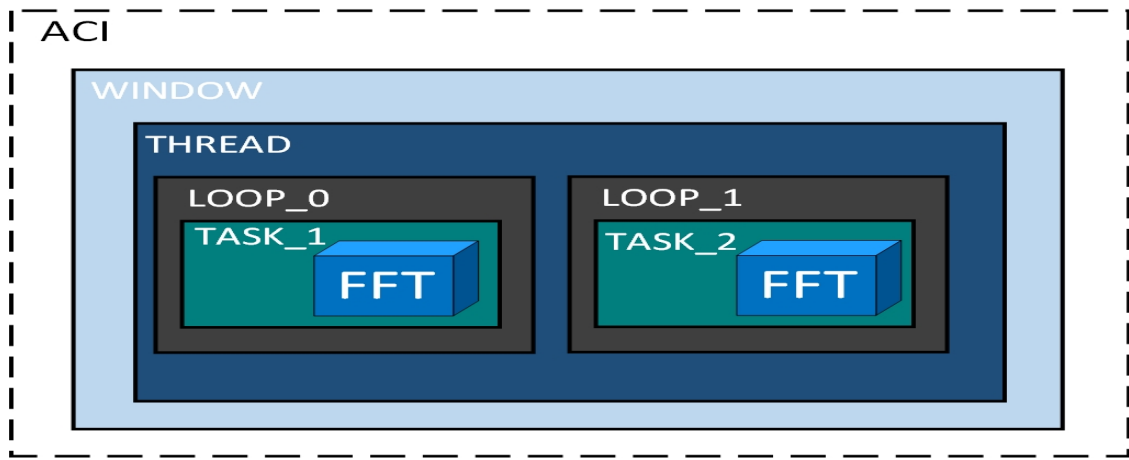 ACI
WINDOW
THREAD
LOOP_0
TASK_1
FFT
LOOP_1
TASK_2
FFT